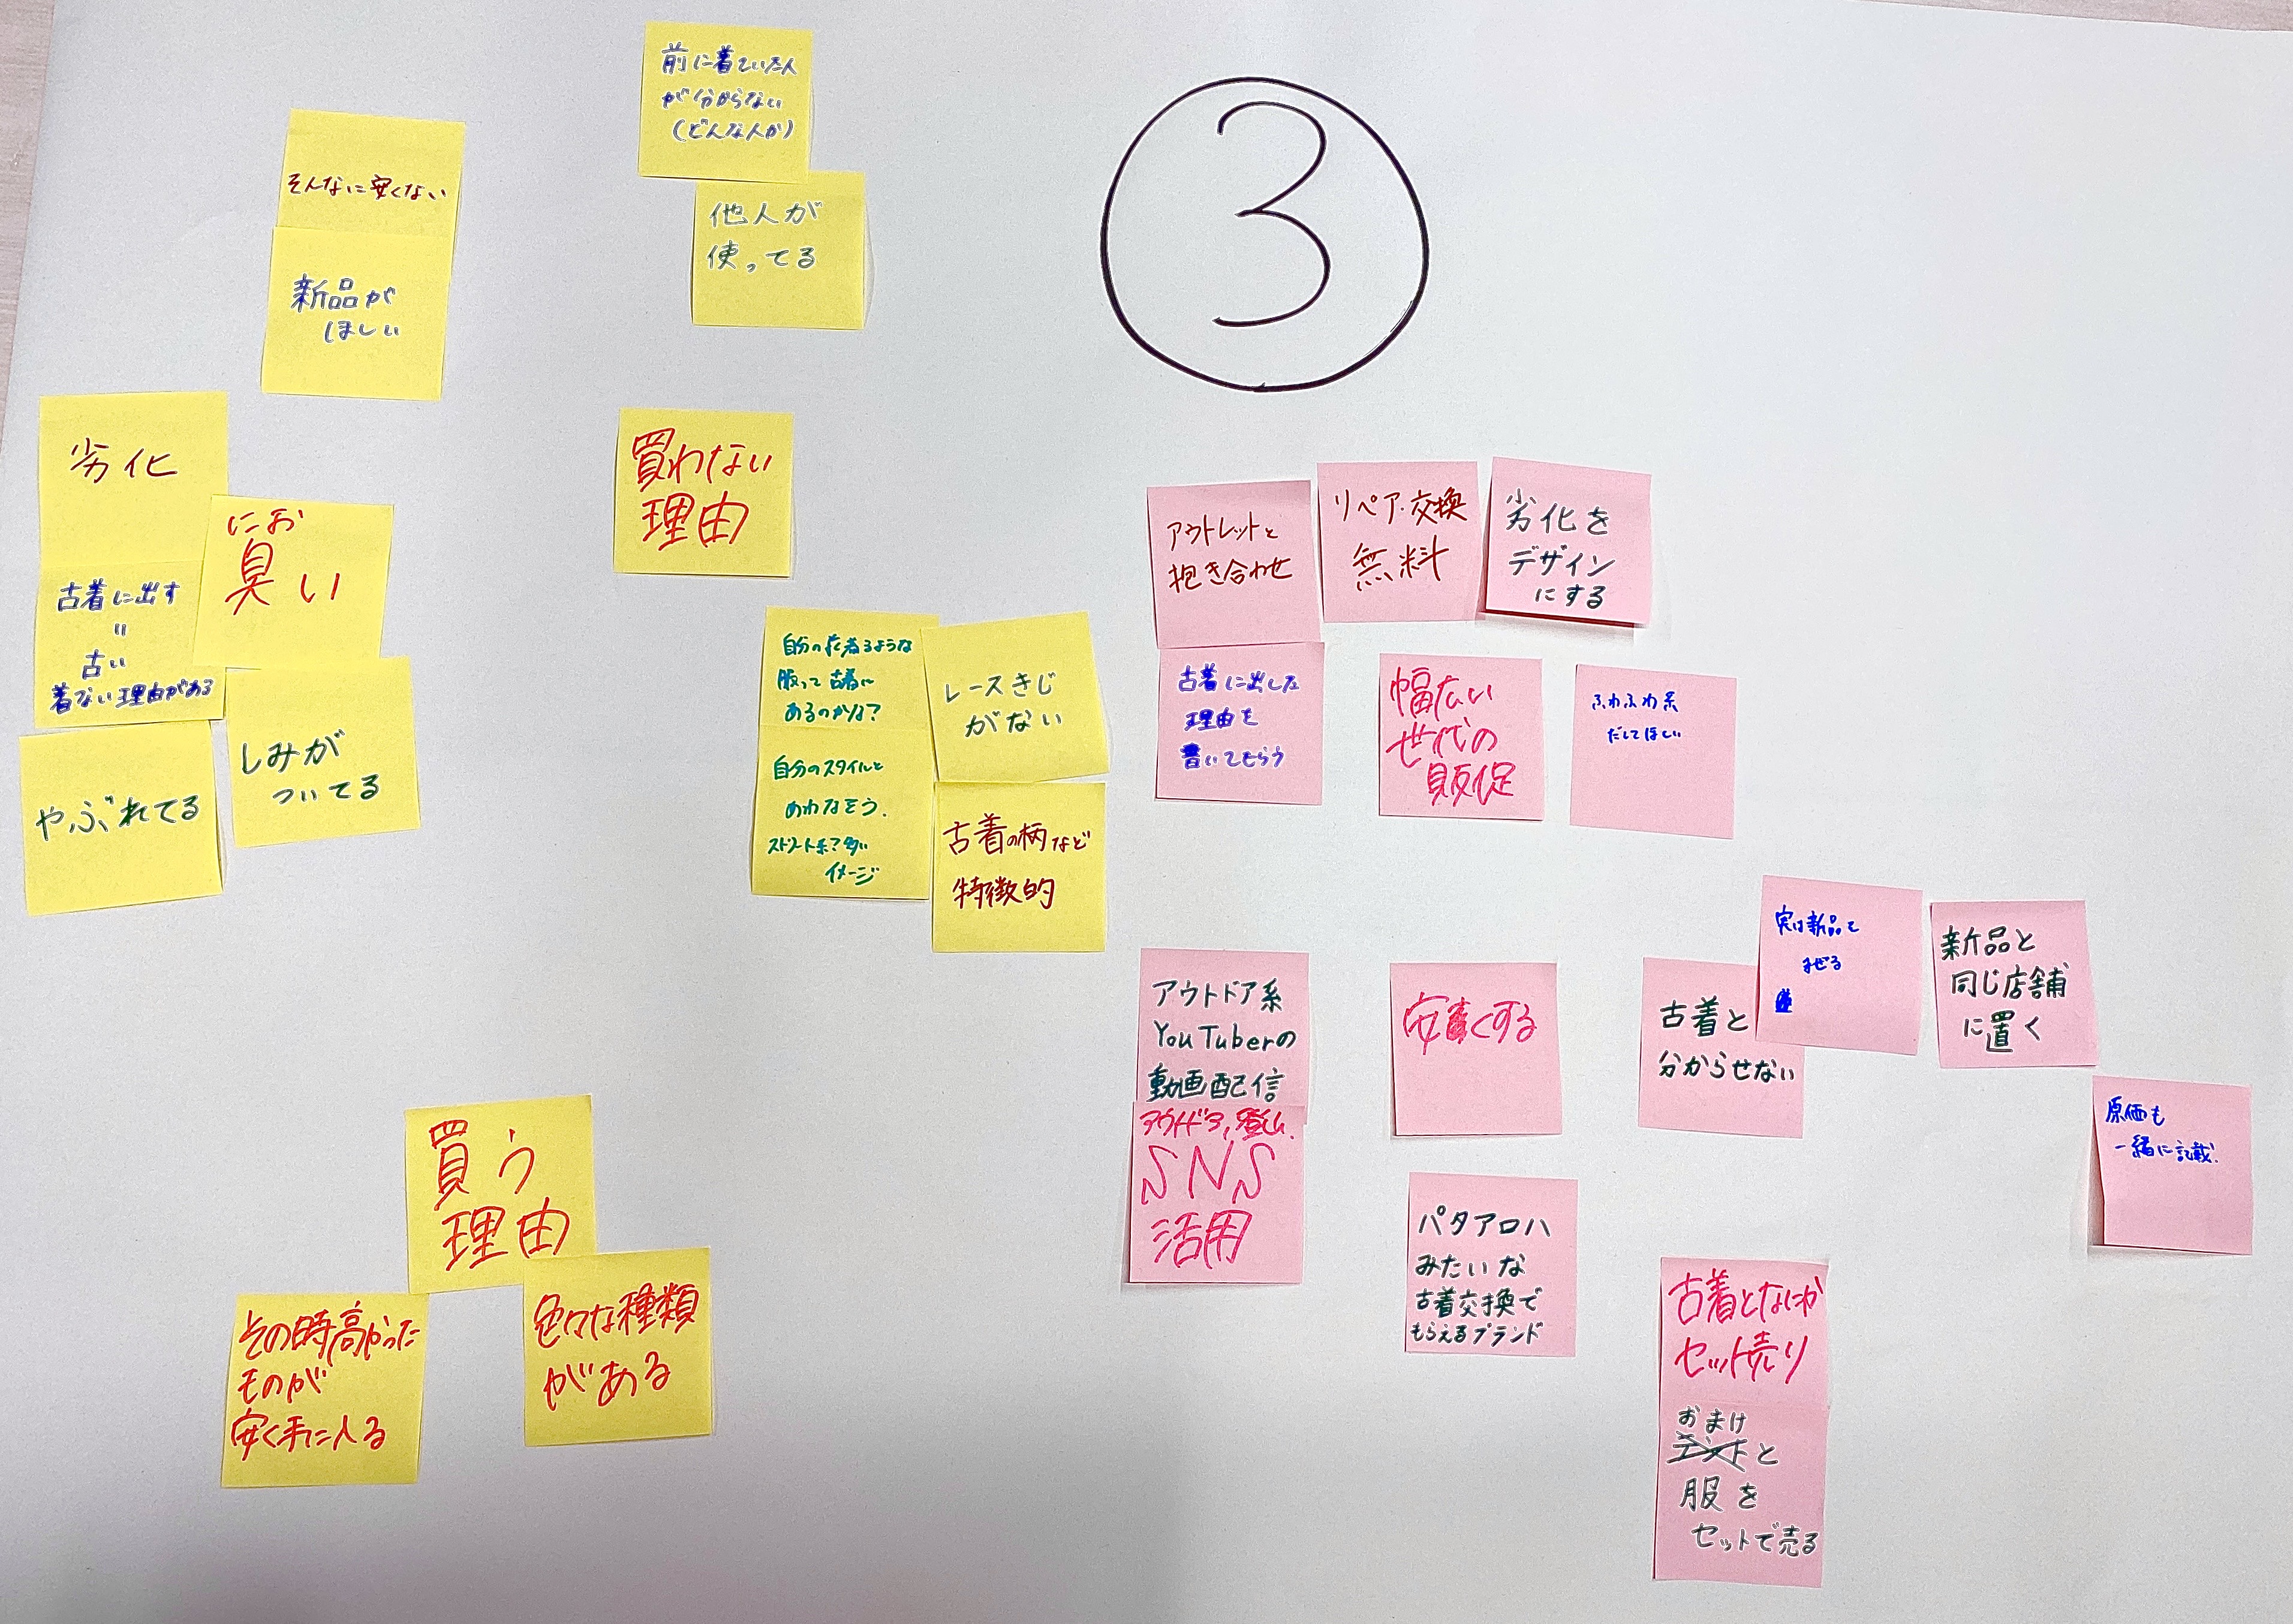 前に着ていた人
が分からない
(どんな人か)
他人が
使ってる
そんなに安くない
新品が
ほしい
3
劣化
にお
臭い
古着に出す
＝
古い
着ない理由がある
しみが
ついてる
やぶれてる
買わない
理由
自分の着るような
服って古着に
あるのかな?
レースきじ
がない
自分のスタイルと
あわなそう.
ストリート系?多い
イメージ
古着の柄など
特徴的
買う
理由
その時高かった
ものが
安く手に入る
色々な種類
がある
アウトレットと
抱き合わせ
リペア・交換
無料
劣化を
デザイン
にする
古着に出した
理由を
書いてもらう
幅広い
世代の
販促
ふわふわ系
だしてほしい
アウトドア系
YouTuberの
動画配信
アウトドア,登山.
SNS
活用
安くする
古着と
分からせない
実は新品を
まぜる
新品と
同じ店舗
に置く
原価も
一緒に記載.
パタアロハ
みたいな
古着交換で
もらえるブランド
古着となにか
セット売り
おまけ
と
服を
セットで売る